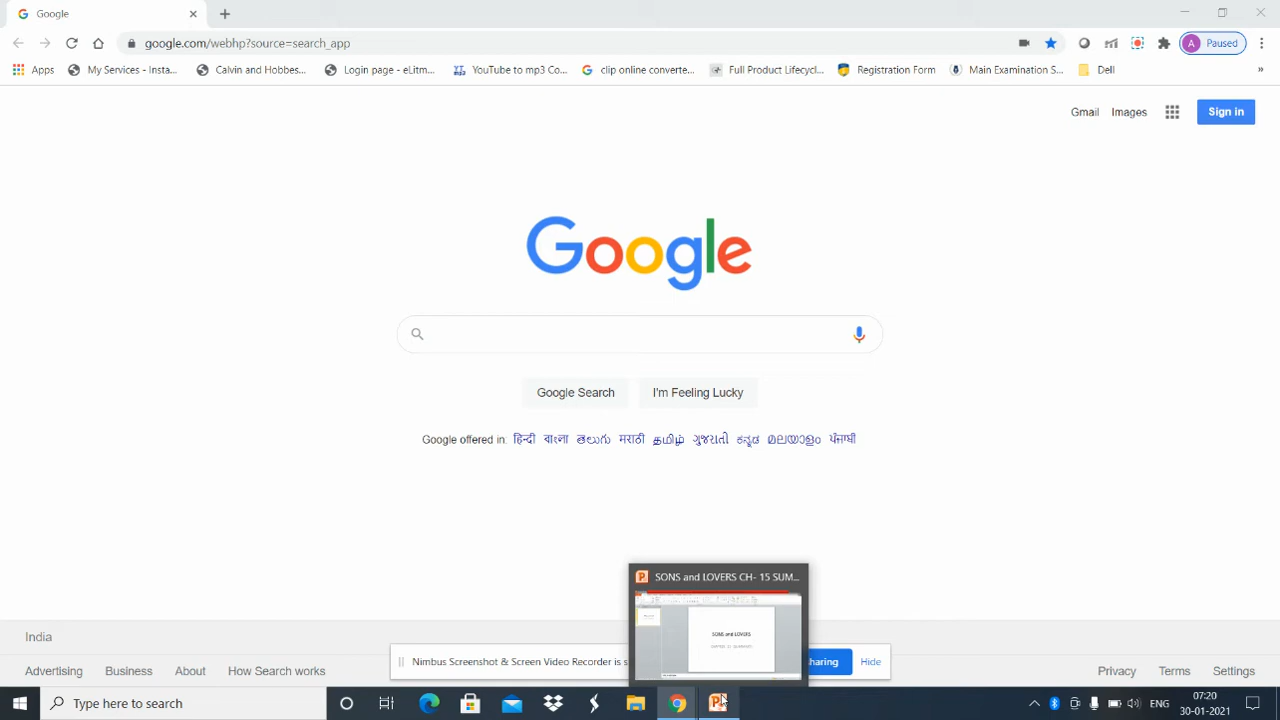 Google
google.com/webhp?source=search_app
A Paused
Apps My Services - Insta... Calvin and Hobbes... Login page - eLitm... YouTube to mp3 Co... clip online converte... Full Product Lifecycl... Registration Form Main Examination S... Dell »
Gmail Images Sign in
Google
Google Search I'm Feeling Lucky
Google offered in: हिन्दी বাংলা తెలుగు मराठी தமிழ் ગુજરાતી ಕನ್ನಡ മലയാളം ਪੰਜਾਬੀ
SONS and LOVERS CH- 15 SUM...
SONS and LOVERS
India
Nimbus Screenshot & Screen Video Recorder is s haring Hide
Advertising Business About How Search works Privacy Terms Settings
Type here to search
ENG
07:20
30-01-2021